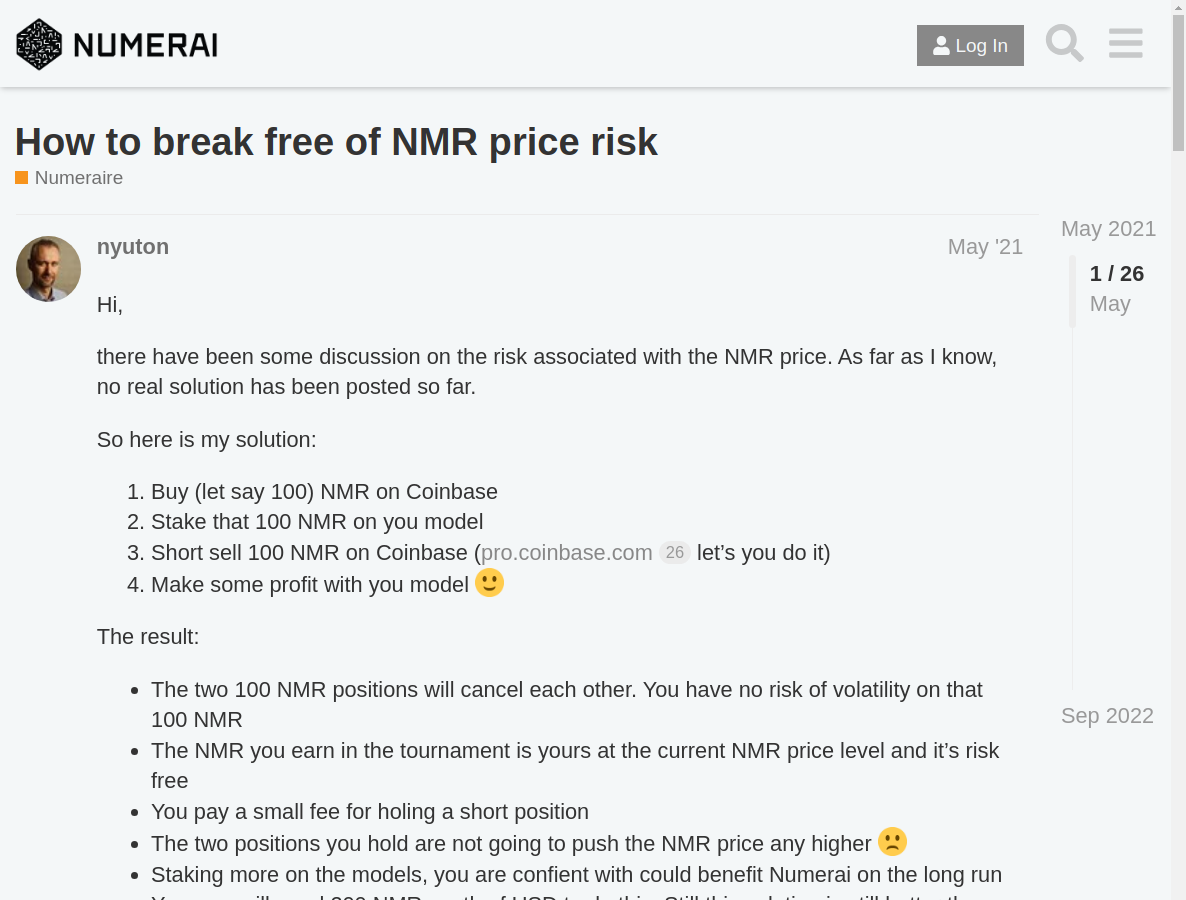 NUMERAI
Log In
How to break free of NMR price risk
Numeraire
nyuton
May '21
May 2021
1 / 26
May
Sep 2022
Hi,
there have been some discussion on the risk associated with the NMR price. As far as I know,
no real solution has been posted so far.
So here is my solution:
1. Buy (let say 100) NMR on Coinbase
2. Stake that 100 NMR on you model
3. Short sell 100 NMR on Coinbase (pro.coinbase.com 26 let’s you do it)
4. Make some profit with you model
The result:
The two 100 NMR positions will cancel each other. You have no risk of volatility on that
100 NMR
The NMR you earn in the tournament is yours at the current NMR price level and it’s risk
free
You pay a small fee for holing a short position
The two positions you hold are not going to push the NMR price any higher
Staking more on the models, you are confient with could benefit Numerai on the long run